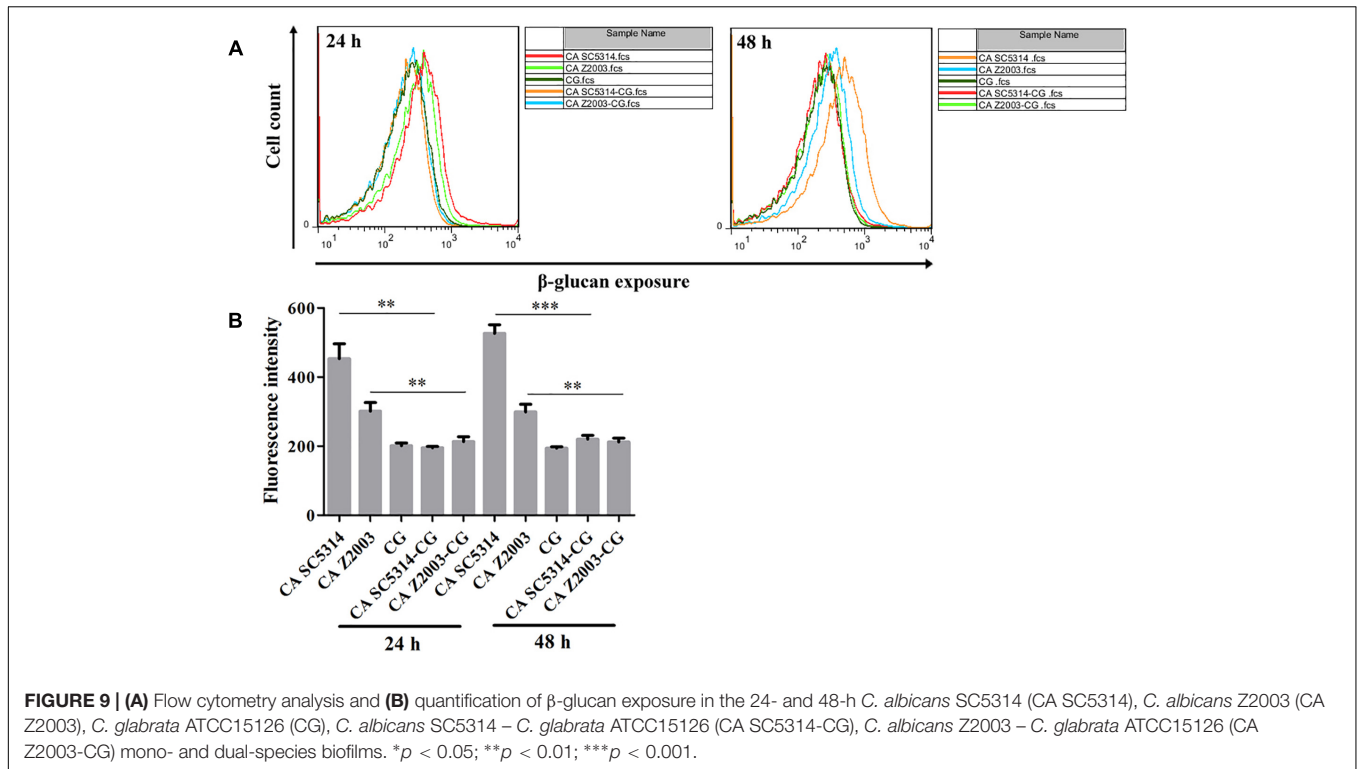 A
24 h
Cell count
0
10¹ 10² 10³ 10⁴
Sample Name
CA SC5314.fcs
CA Z2003.fcs
CG.fcs
CA SC5314-CG.fcs
CA Z2003-CG.fcs
48 h
0
10¹ 10² 10³ 10⁴
Sample Name
CA SC5314 .fcs
CA Z2003.fcs
CG .fcs
CA SC5314-CG .fcs
CA Z2003-CG .fcs
β-glucan exposure
B
Fluorescence intensity
600
400
200
0
**
**
***
**
CA SC5314
CA Z2003
CG
CA SC5314-CG
CA Z2003-CG
CA SC5314
CA Z2003
CG
CA SC5314-CG
CA Z2003-CG
24 h
48 h
FIGURE 9 | (A) Flow cytometry analysis and (B) quantification of β-glucan exposure in the 24- and 48-h C. albicans SC5314 (CA SC5314), C. albicans Z2003 (CA
Z2003), C. glabrata ATCC15126 (CG), C. albicans SC5314 – C. glabrata ATCC15126 (CA SC5314-CG), C. albicans Z2003 – C. glabrata ATCC15126 (CA
Z2003-CG) mono- and dual-species biofilms. *p < 0.05; **p < 0.01; ***p < 0.001.